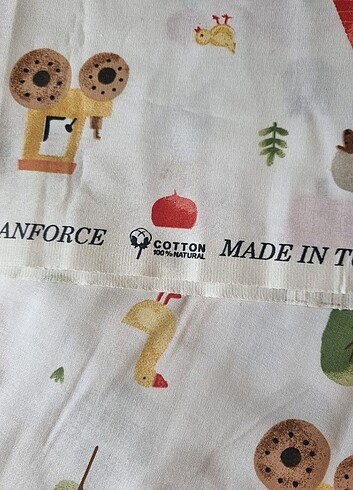 ANFORCE COTTON MADE IN T
100% NATURAL